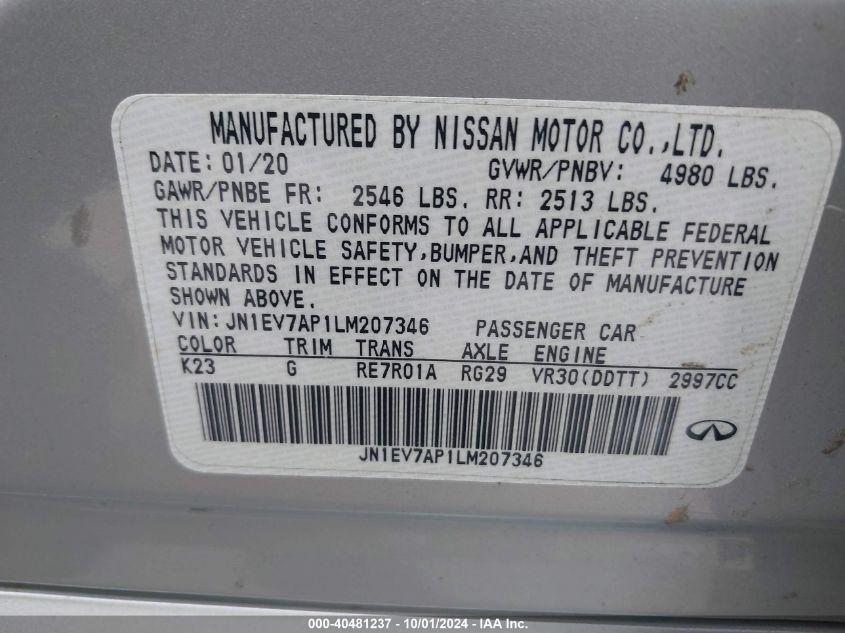 MANUFACTURED BY NISSAN MOTOR CO.,LTD.
DATE: 01/20 GVWR/PNBV: 4980 LBS.
GAWR/PNBE FR: 2546 LBS. RR: 2513 LBS.
THIS VEHICLE CONFORMS TO ALL APPLICABLE FEDERAL
MOTOR VEHICLE SAFETY,BUMPER,AND THEFT PREVENTION
STANDARDS IN EFFECT ON THE DATE OF MANUFACTURE
SHOWN ABOVE.
VIN:JN1EV7AP1LM207346 PASSENGER CAR
COLOR TRIM TRANS AXLE ENGINE
K23 G RE7R01A RG29 VR30(DDTT) 2997CC
JN1EV7AP1LM207346
000-40481237 - 10/01/2024 - IAA Inc.